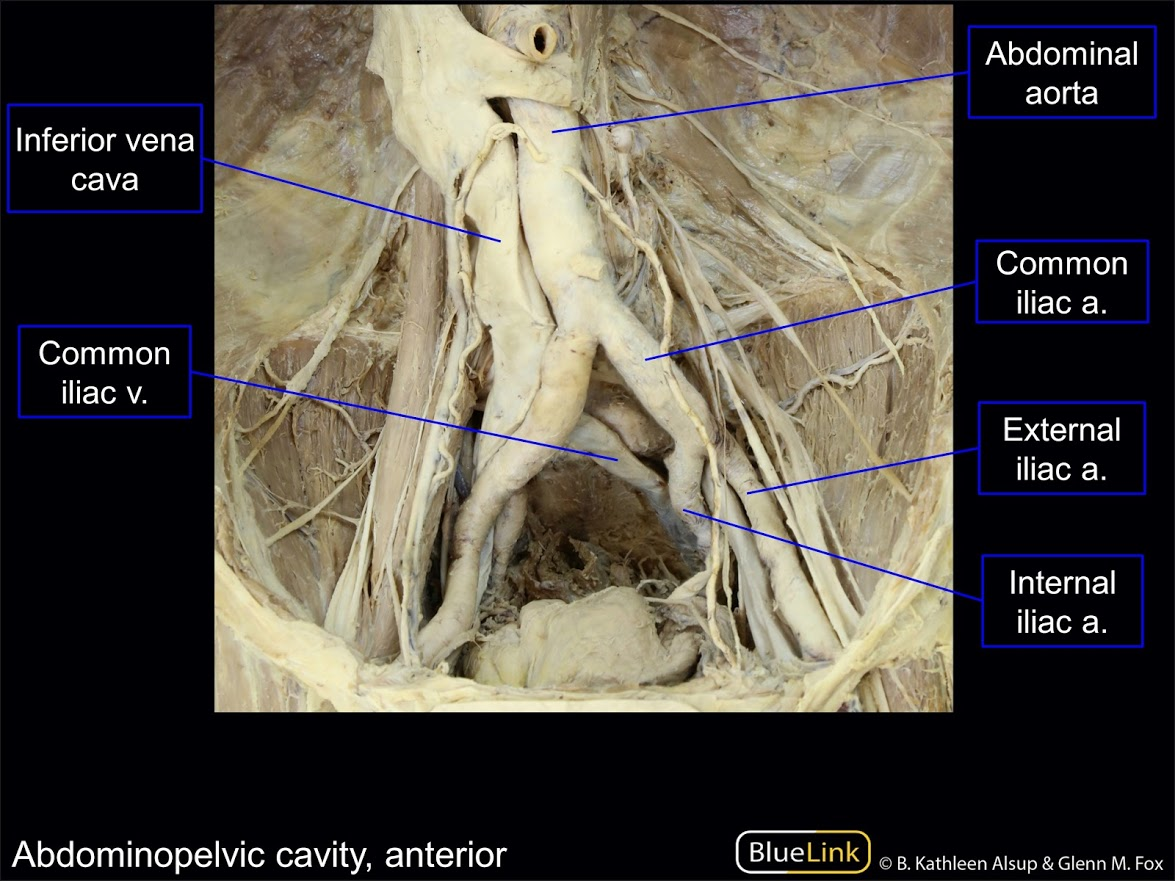 Abdominal
aorta
Inferior vena
cava
Common
iliac a.
Common
iliac v.
External
iliac a.
Internal
iliac a.
Abdominopelvic cavity, anterior
BlueLink
© B. Kathleen Alsup & Glenn M. Fox